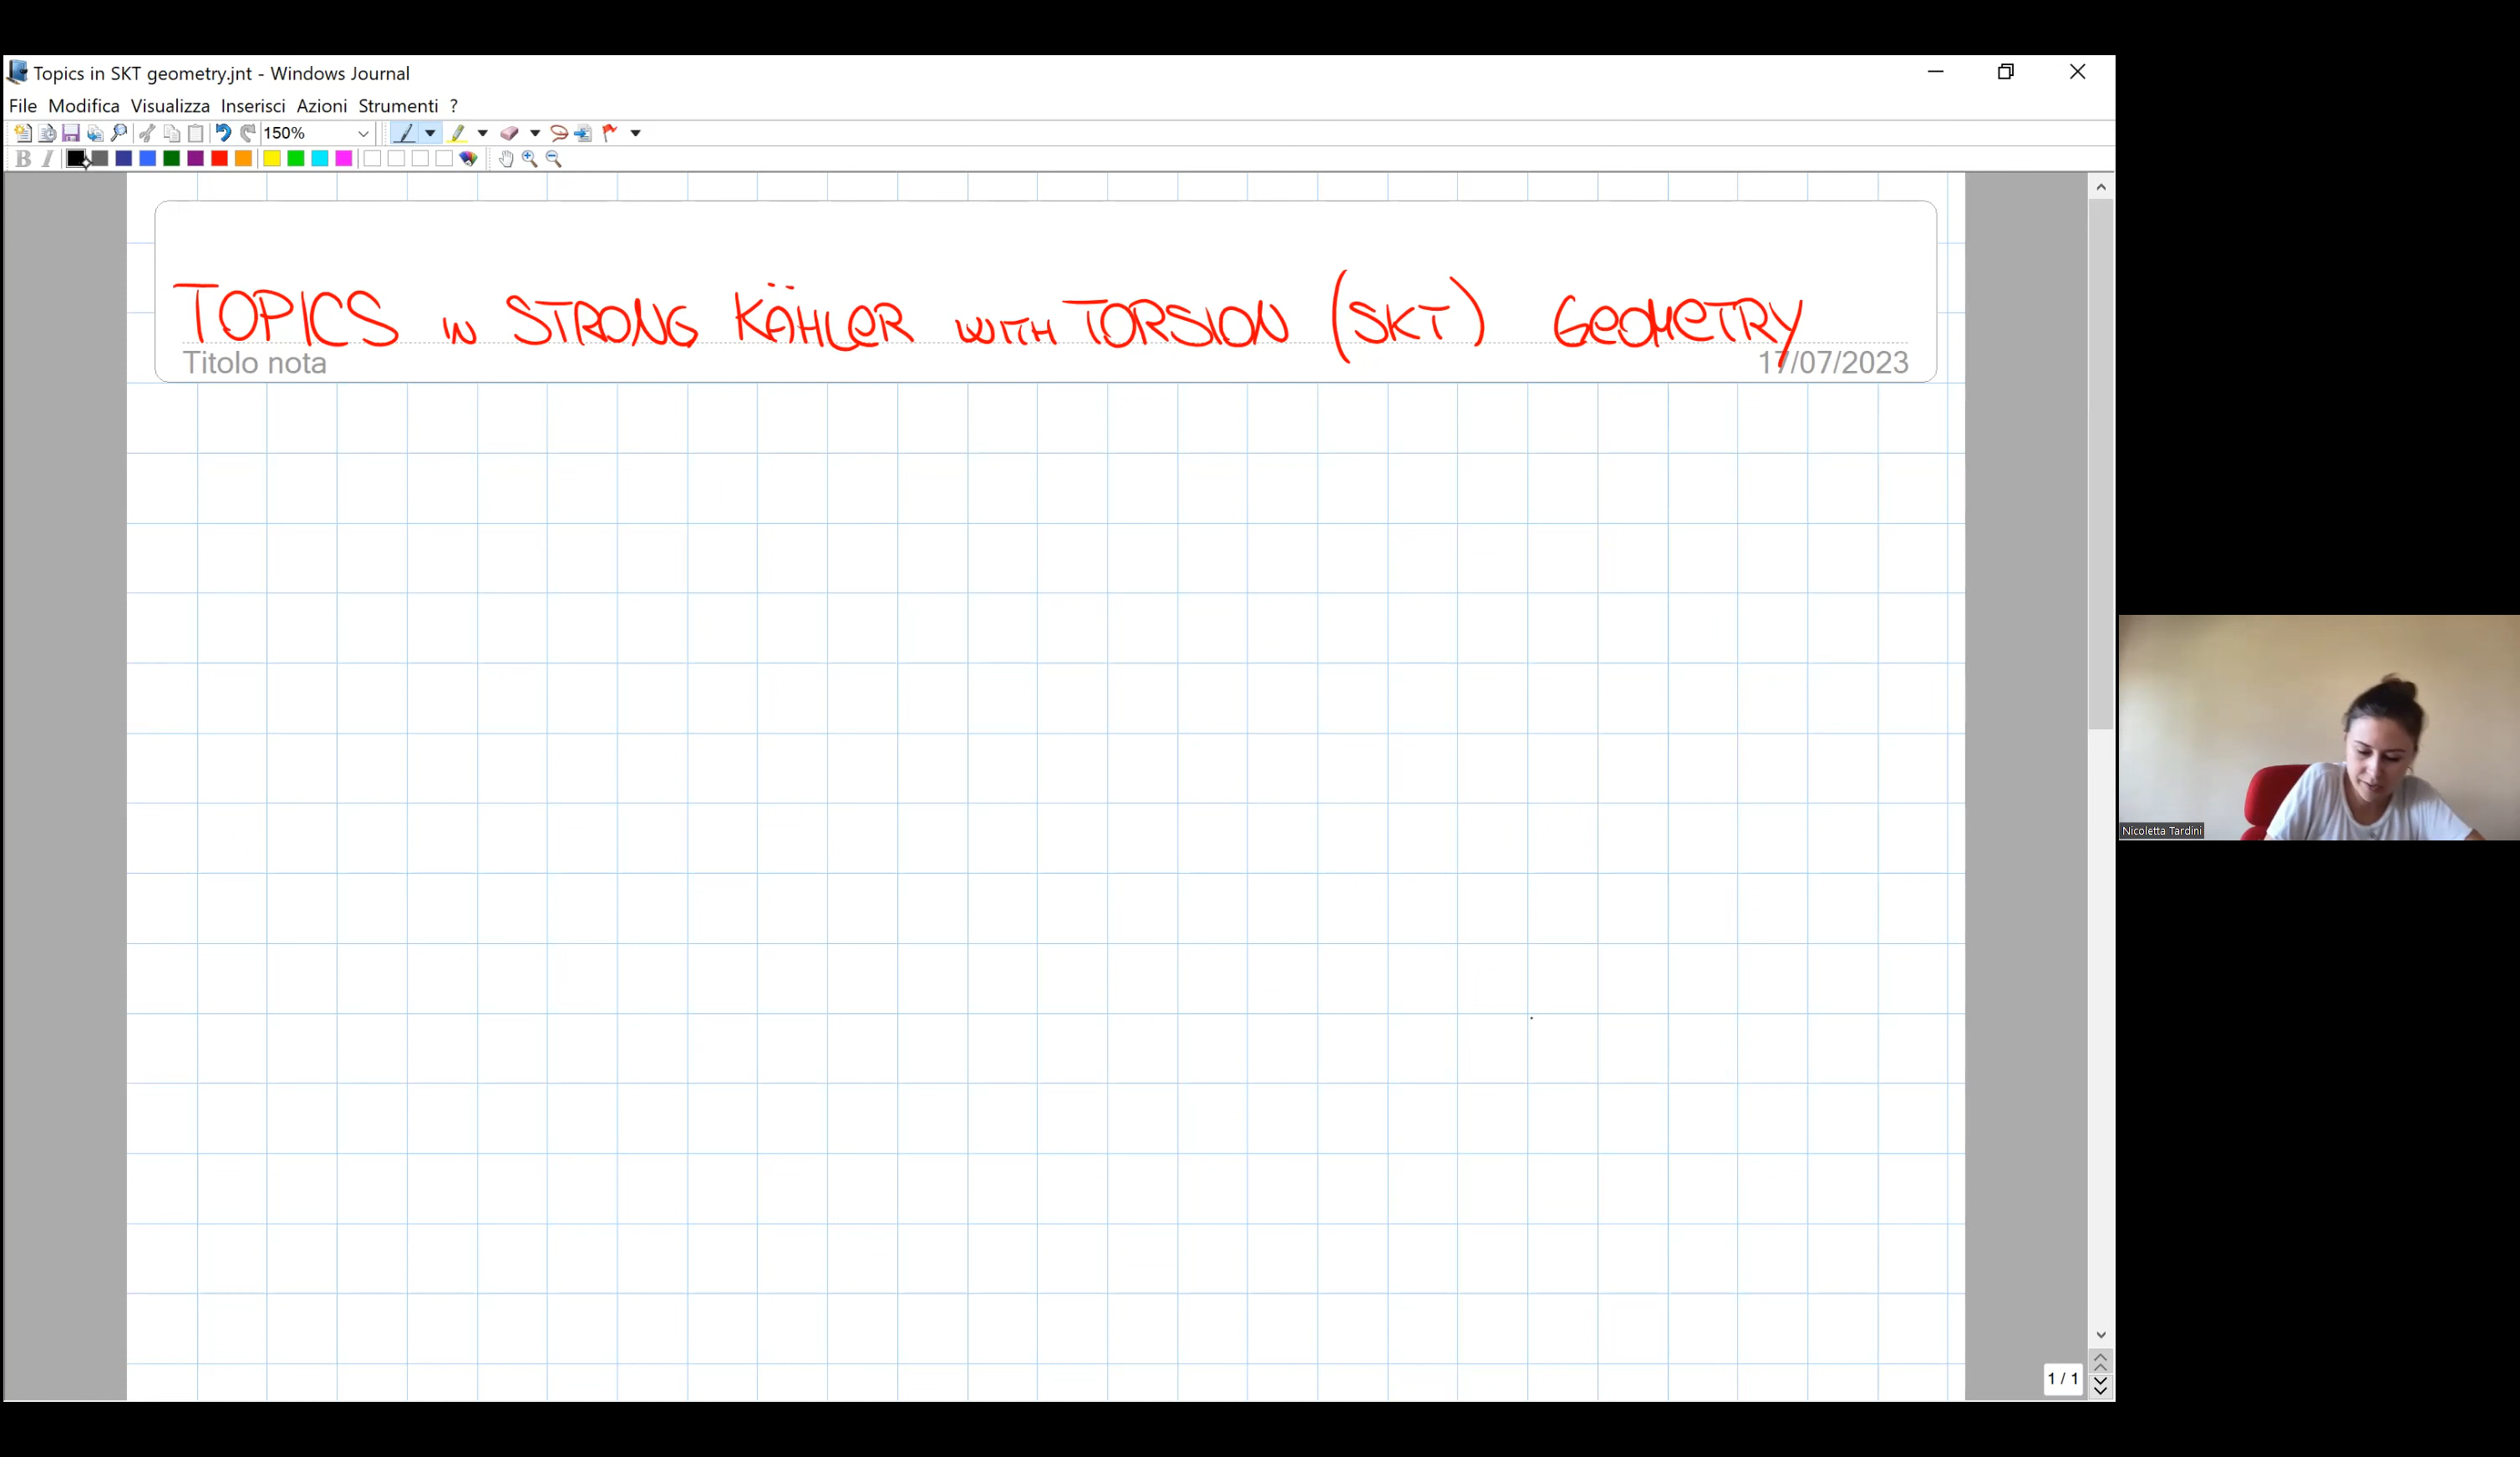 Topics in SKT geometry.jnt - Windows Journal
File Modifica Visualizza Inserisci Azioni Strumenti ?
150%
B I
TOPICS in STRONG KÄHLER WITH TORSION (SKT) GEOMETRY
Titolo nota 17/07/2023
Nicoletta Tardini
1 / 1